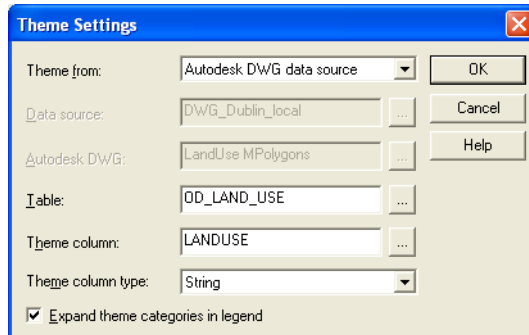 Theme Settings
Theme from: Autodesk DWG data source OK
Data source: DWG_Dublin_local ... Cancel
Autodesk DWG: LandUse MPolygons ... Help
Table: OD_LAND_USE ...
Theme column: LANDUSE ...
Theme column type: String
Expand theme categories in legend